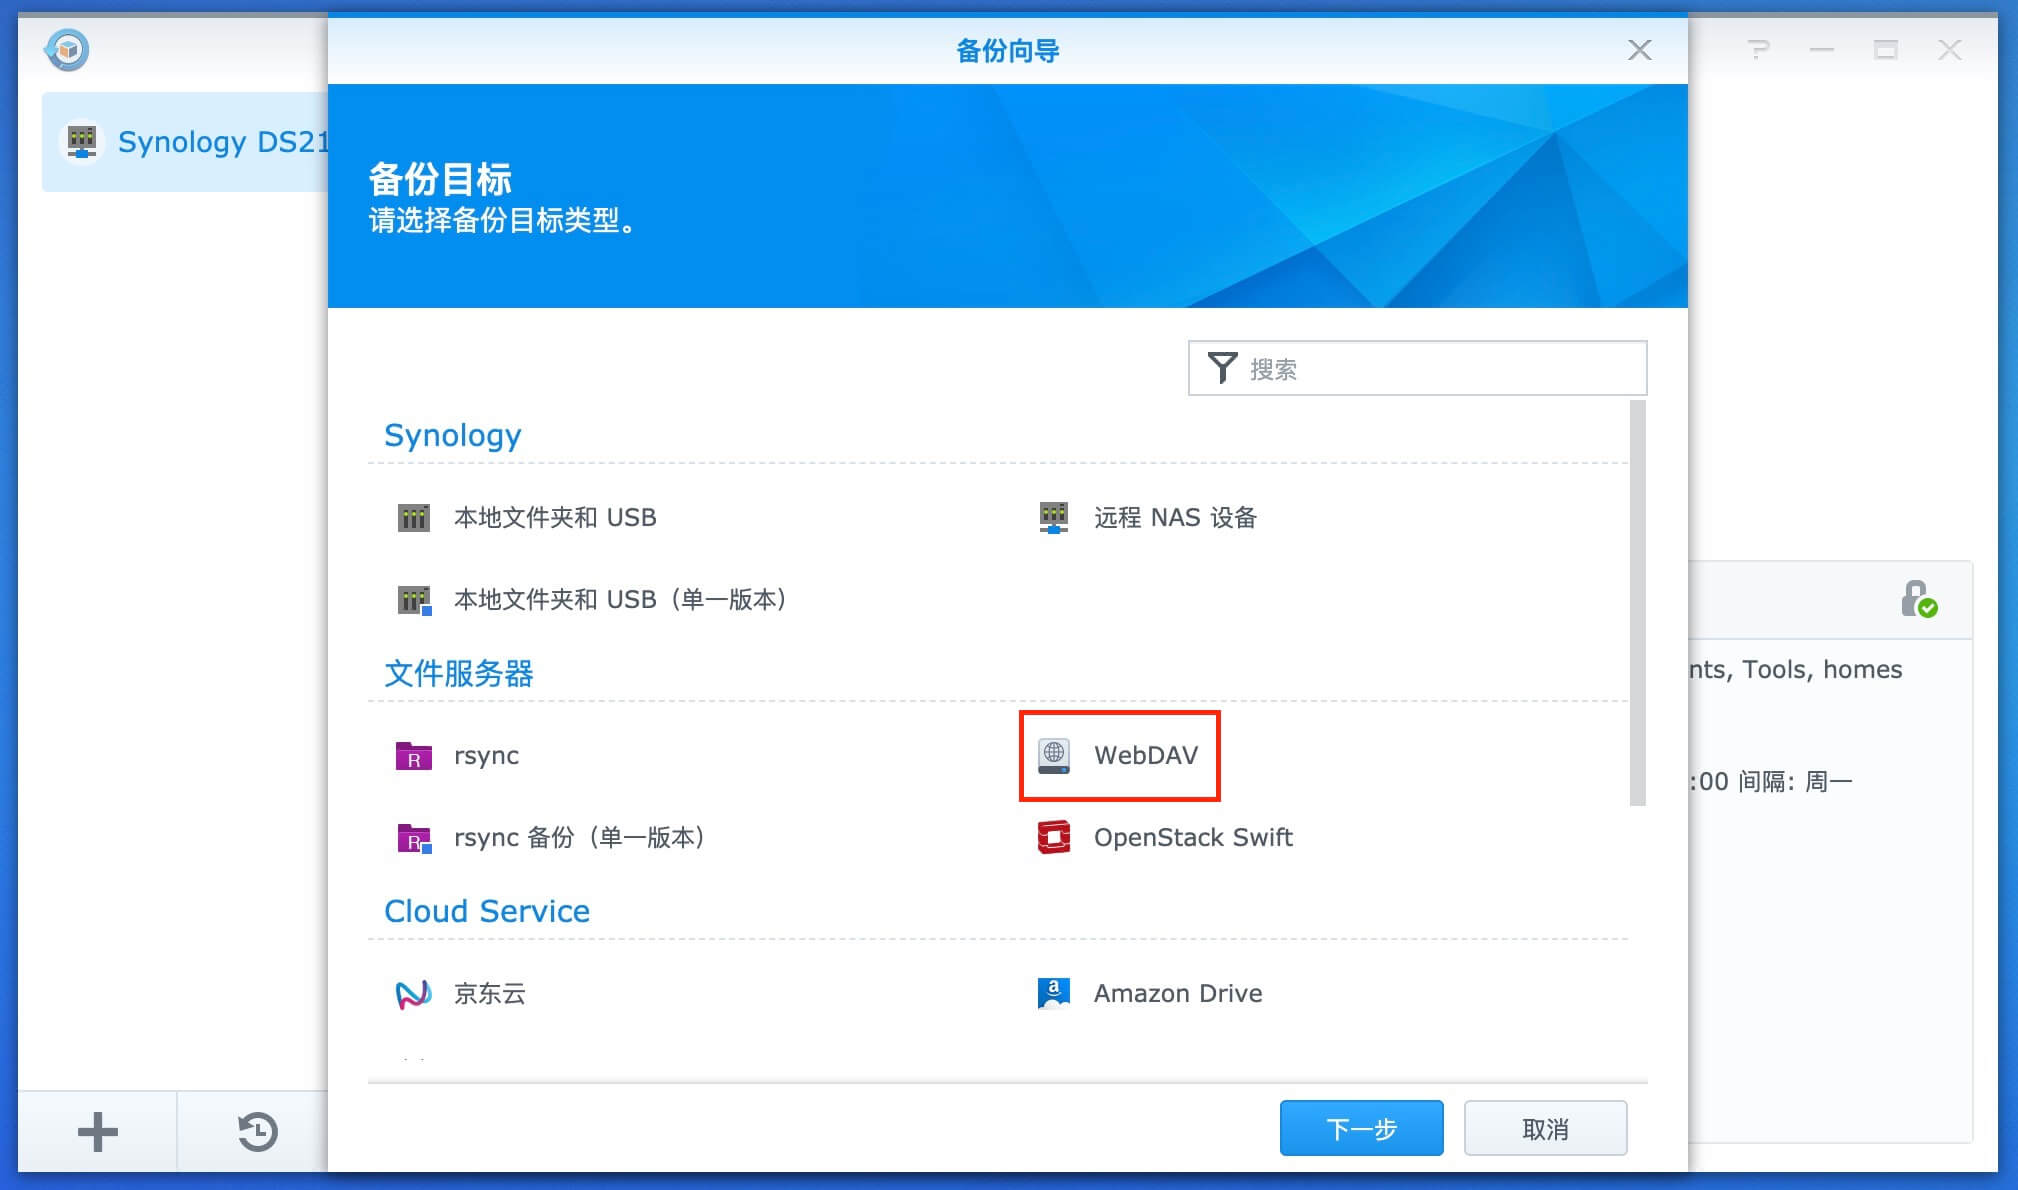 备份向导
Synology DS21
备份目标
请选择备份目标类型。
搜索
Synology
本地文件夹和 USB
远程 NAS 设备
本地文件夹和 USB（单一版本）
文件服务器
rsync
WebDAV
rsync 备份（单一版本）
OpenStack Swift
Cloud Service
京东云
Amazon Drive
nts, Tools, homes
:00 间隔: 周一
下一步
取消